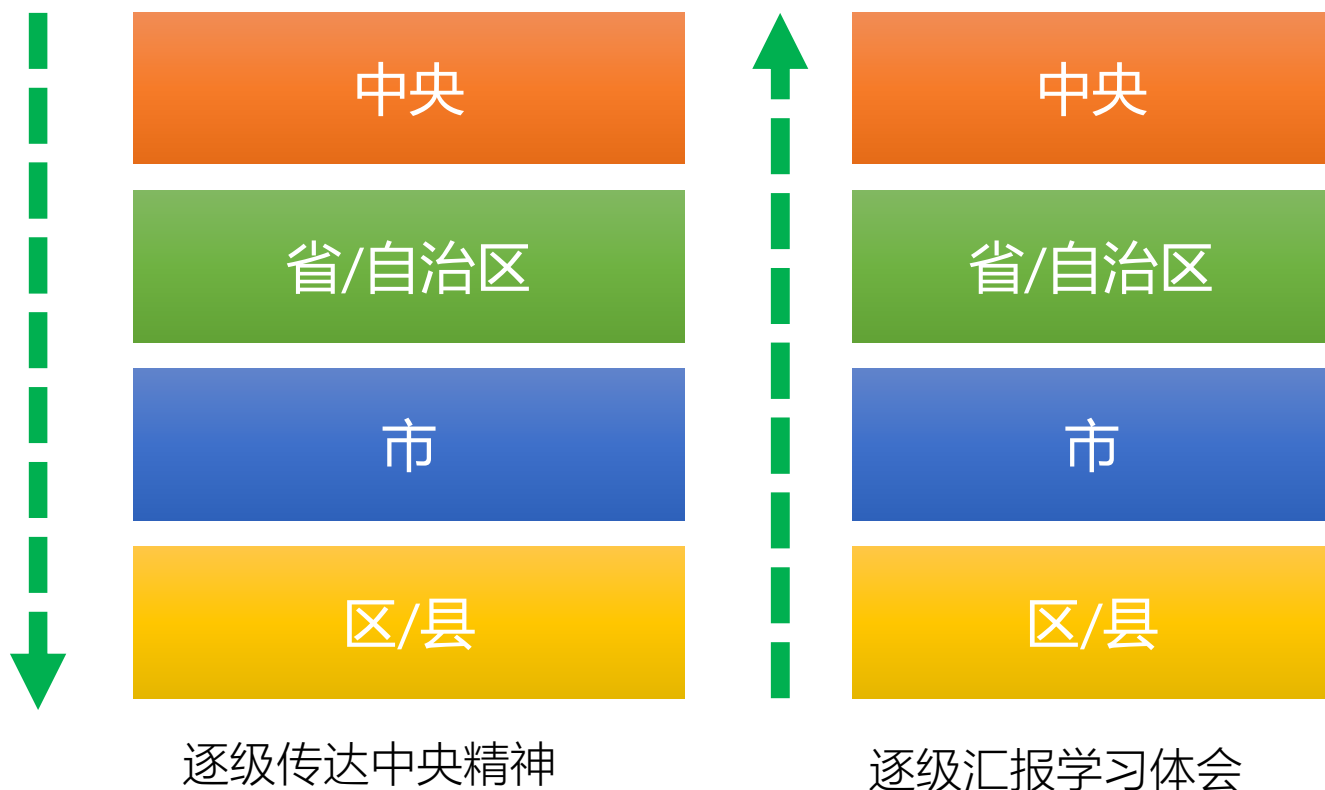 中央
省/自治区
市
区/县
逐级传达中央精神
中央
省/自治区
市
区/县
逐级汇报学习体会